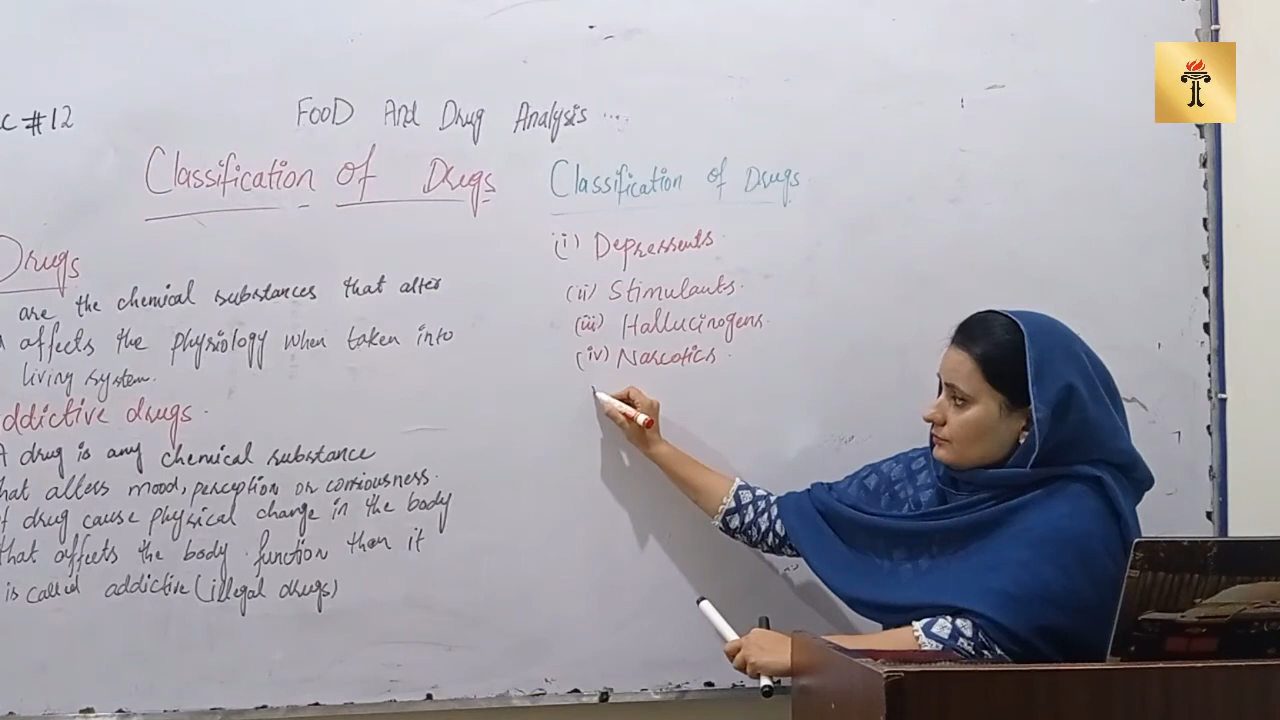 c #12
FOOD And Drug Analysis ....
Classification of Drugs
Drugs
are the chemical substances that alter
affects the physiology when taken into
living system.
ddictive drugs.
A drug is any chemical substance
hat alters mood, perception or consiousness.
f drug cause physical change in the body
that affects the body function then it
is called addictive (illegal drugs)
Classification of Drugs.
(i) Depressents.
(ii) Stimulants.
(iii) Hallucinogens.
(iv) Narcotics.